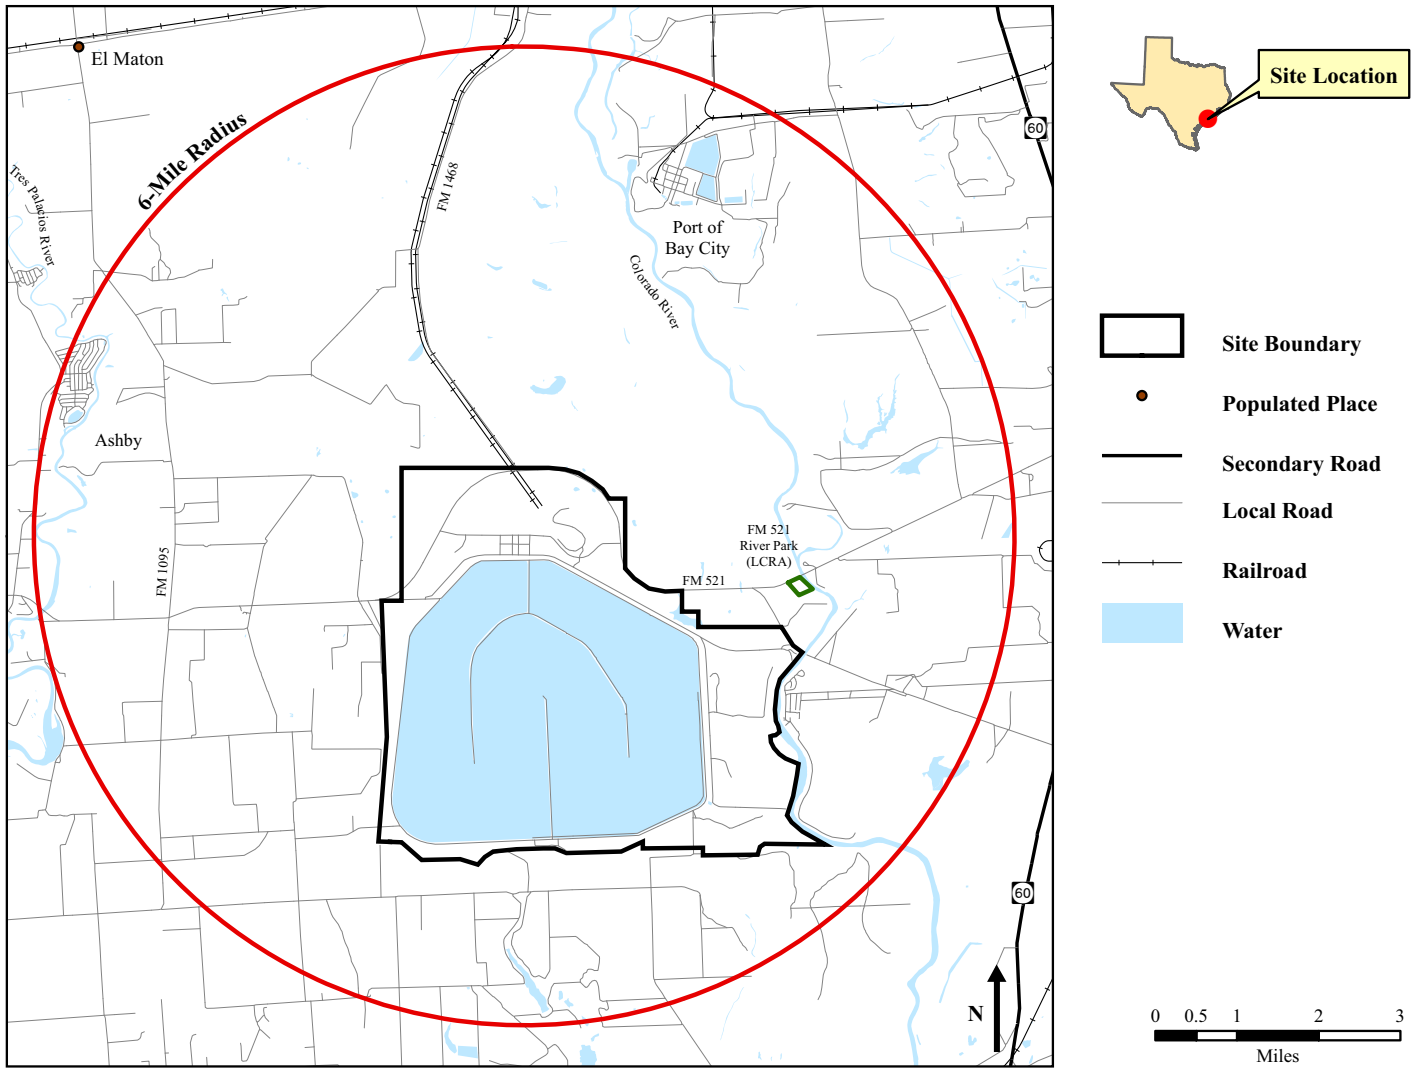 El Maton
6-Mile Radius
Tres Palacios River
FM 1468
60
Port of
Bay City
Colorado River
Ashby
FM 1095
FM 521
River Park
(LCRA)
FM 521
60
N
Site Location
Site Boundary
Populated Place
Secondary Road
Local Road
Railroad
Water
0 0.5 1 2 3
Miles